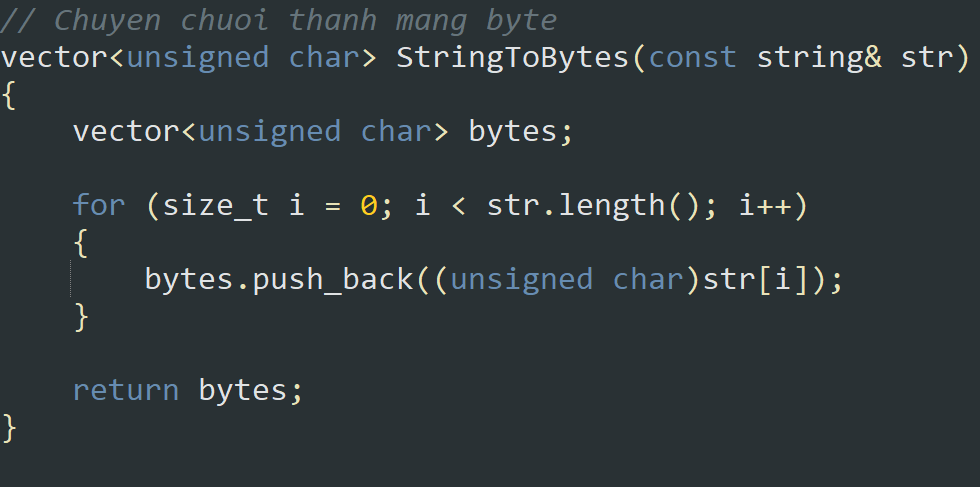 // Chuyen chuoi thanh mang byte
vector<unsigned char> StringToBytes(const string& str)
{
    vector<unsigned char> bytes;

    for (size_t i = 0; i < str.length(); i++)
    {
        bytes.push_back((unsigned char)str[i]);
    }

    return bytes;
}